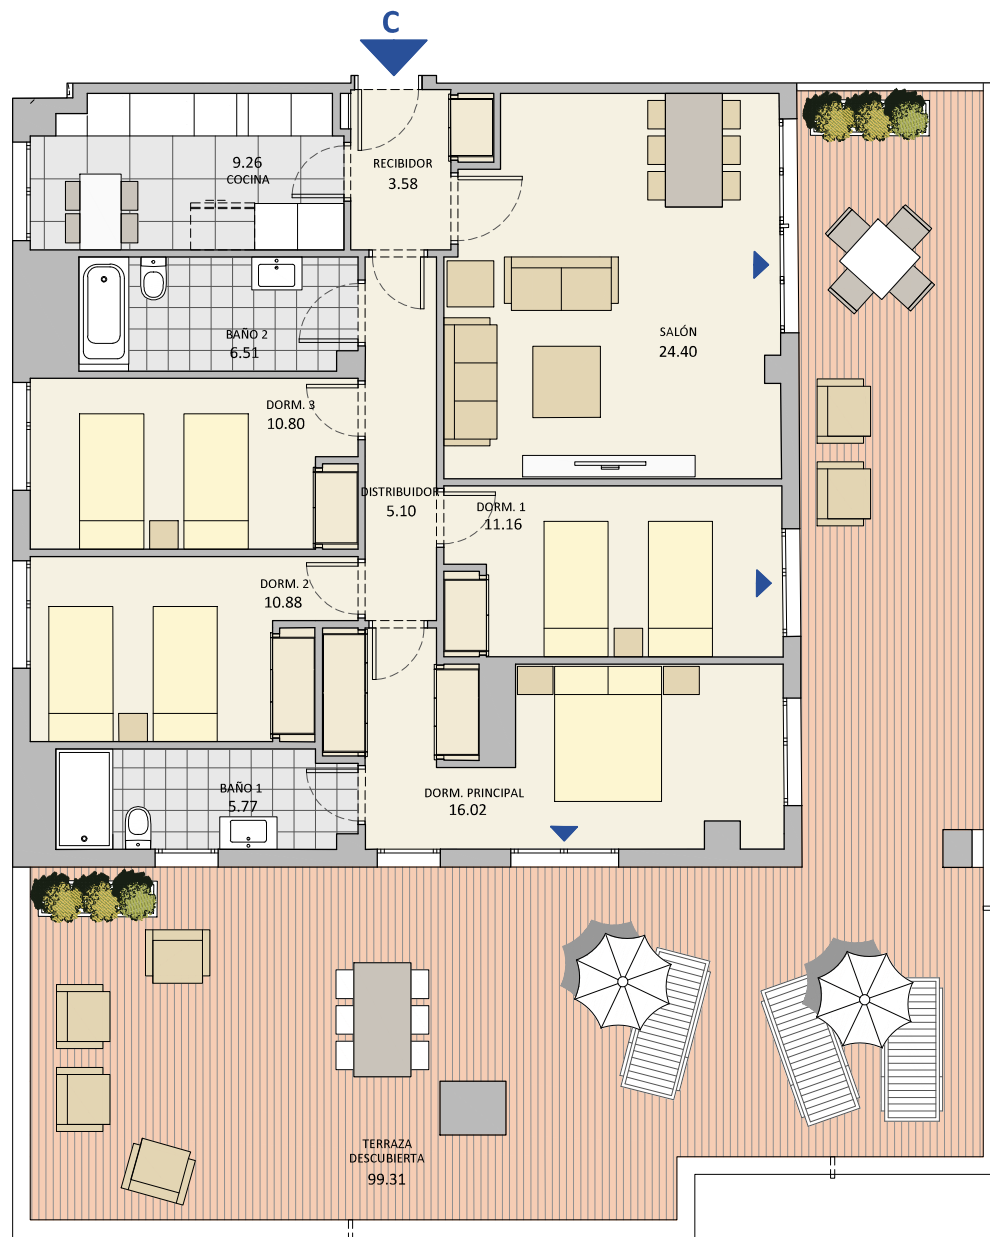 C
9.26
COCINA
RECIBIDOR
3.58
BAÑO 2
6.51
SALÓN
24.40
DORM. 3
10.80
DISTRIBUIDOR
5.10
DORM. 1
11.16
DORM. 2
10.88
BAÑO 1
5.77
DORM. PRINCIPAL
16.02
TERRAZA
DESCUBIERTA
99.31